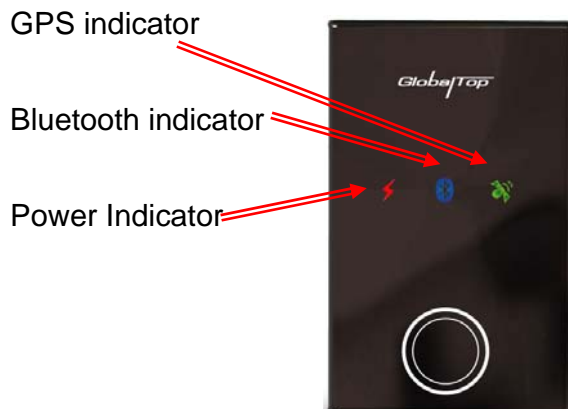 GPS indicator
GlobalTop
Bluetooth indicator
Power Indicator